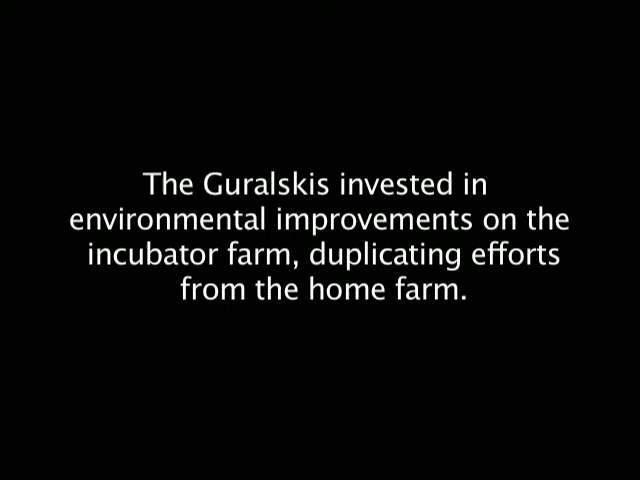 The Guralskis invested in
environmental improvements on the
incubator farm, duplicating efforts
from the home farm.